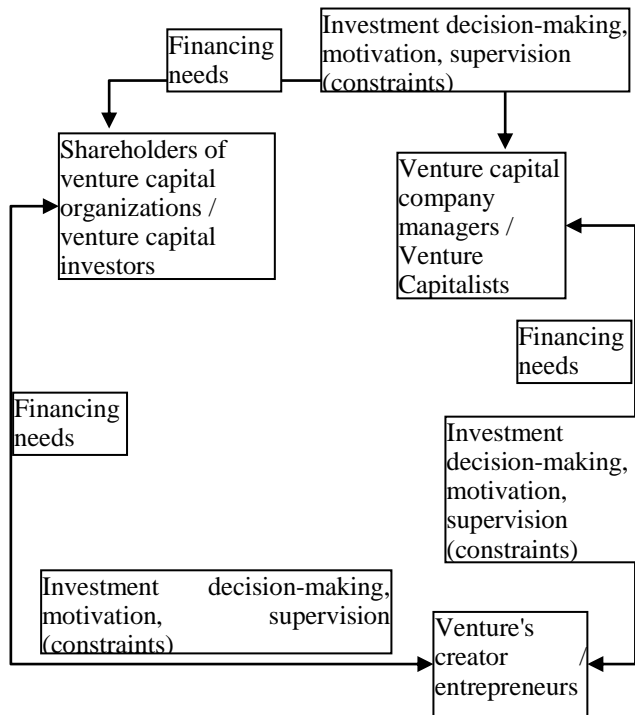 Financing
needs
Investment decision-making,
motivation, supervision
(constraints)
Shareholders of
venture capital
organizations /
venture capital
investors
Venture capital
company
managers /
Venture
Capitalists
Financing
needs
Financing
needs
Investment
decision-making,
motivation,
supervision
(constraints)
Investment decision-making,
motivation, supervision
(constraints)
Venture's
creator /
entrepreneurs